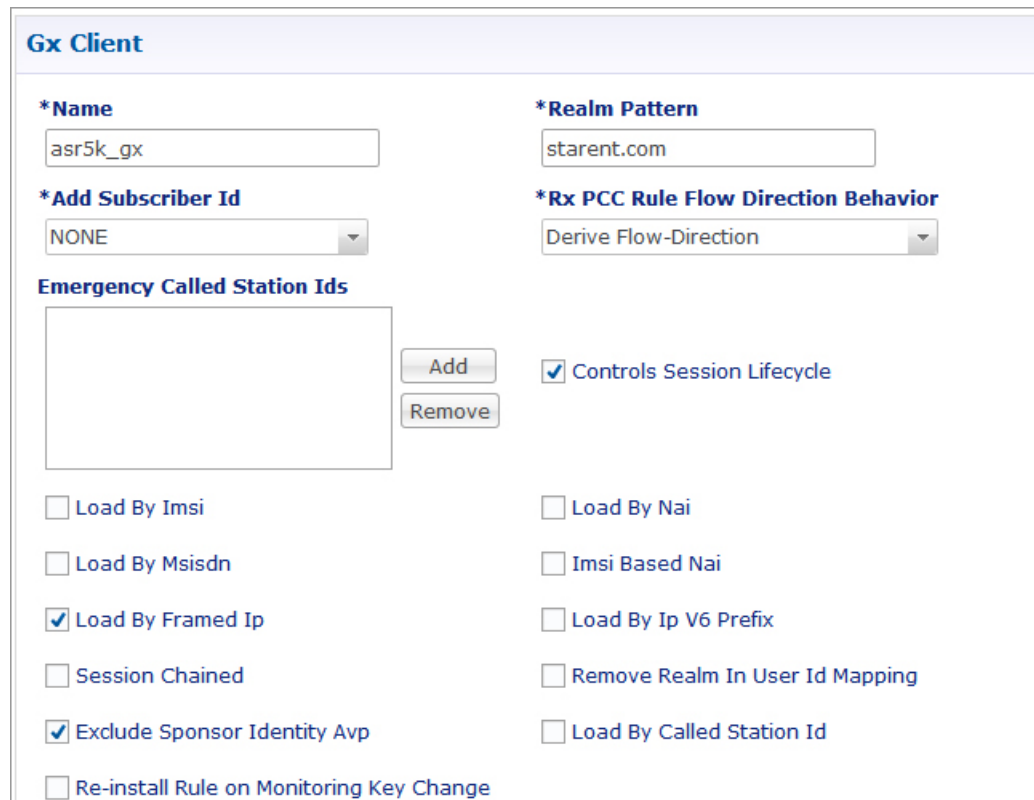 Gx Client
*Name
*Realm Pattern
asr5k_gx
starent.com
*Add Subscriber Id
*Rx PCC Rule Flow Direction Behavior
NONE
Derive Flow-Direction
Emergency Called Station Ids
Add
Controls Session Lifecycle
Remove
Load By Imsi
Load By Nai
Load By Msisdn
Imsi Based Nai
Load By Framed Ip
Load By Ip V6 Prefix
Session Chained
Remove Realm In User Id Mapping
Exclude Sponsor Identity Avp
Load By Called Station Id
Re-install Rule on Monitoring Key Change